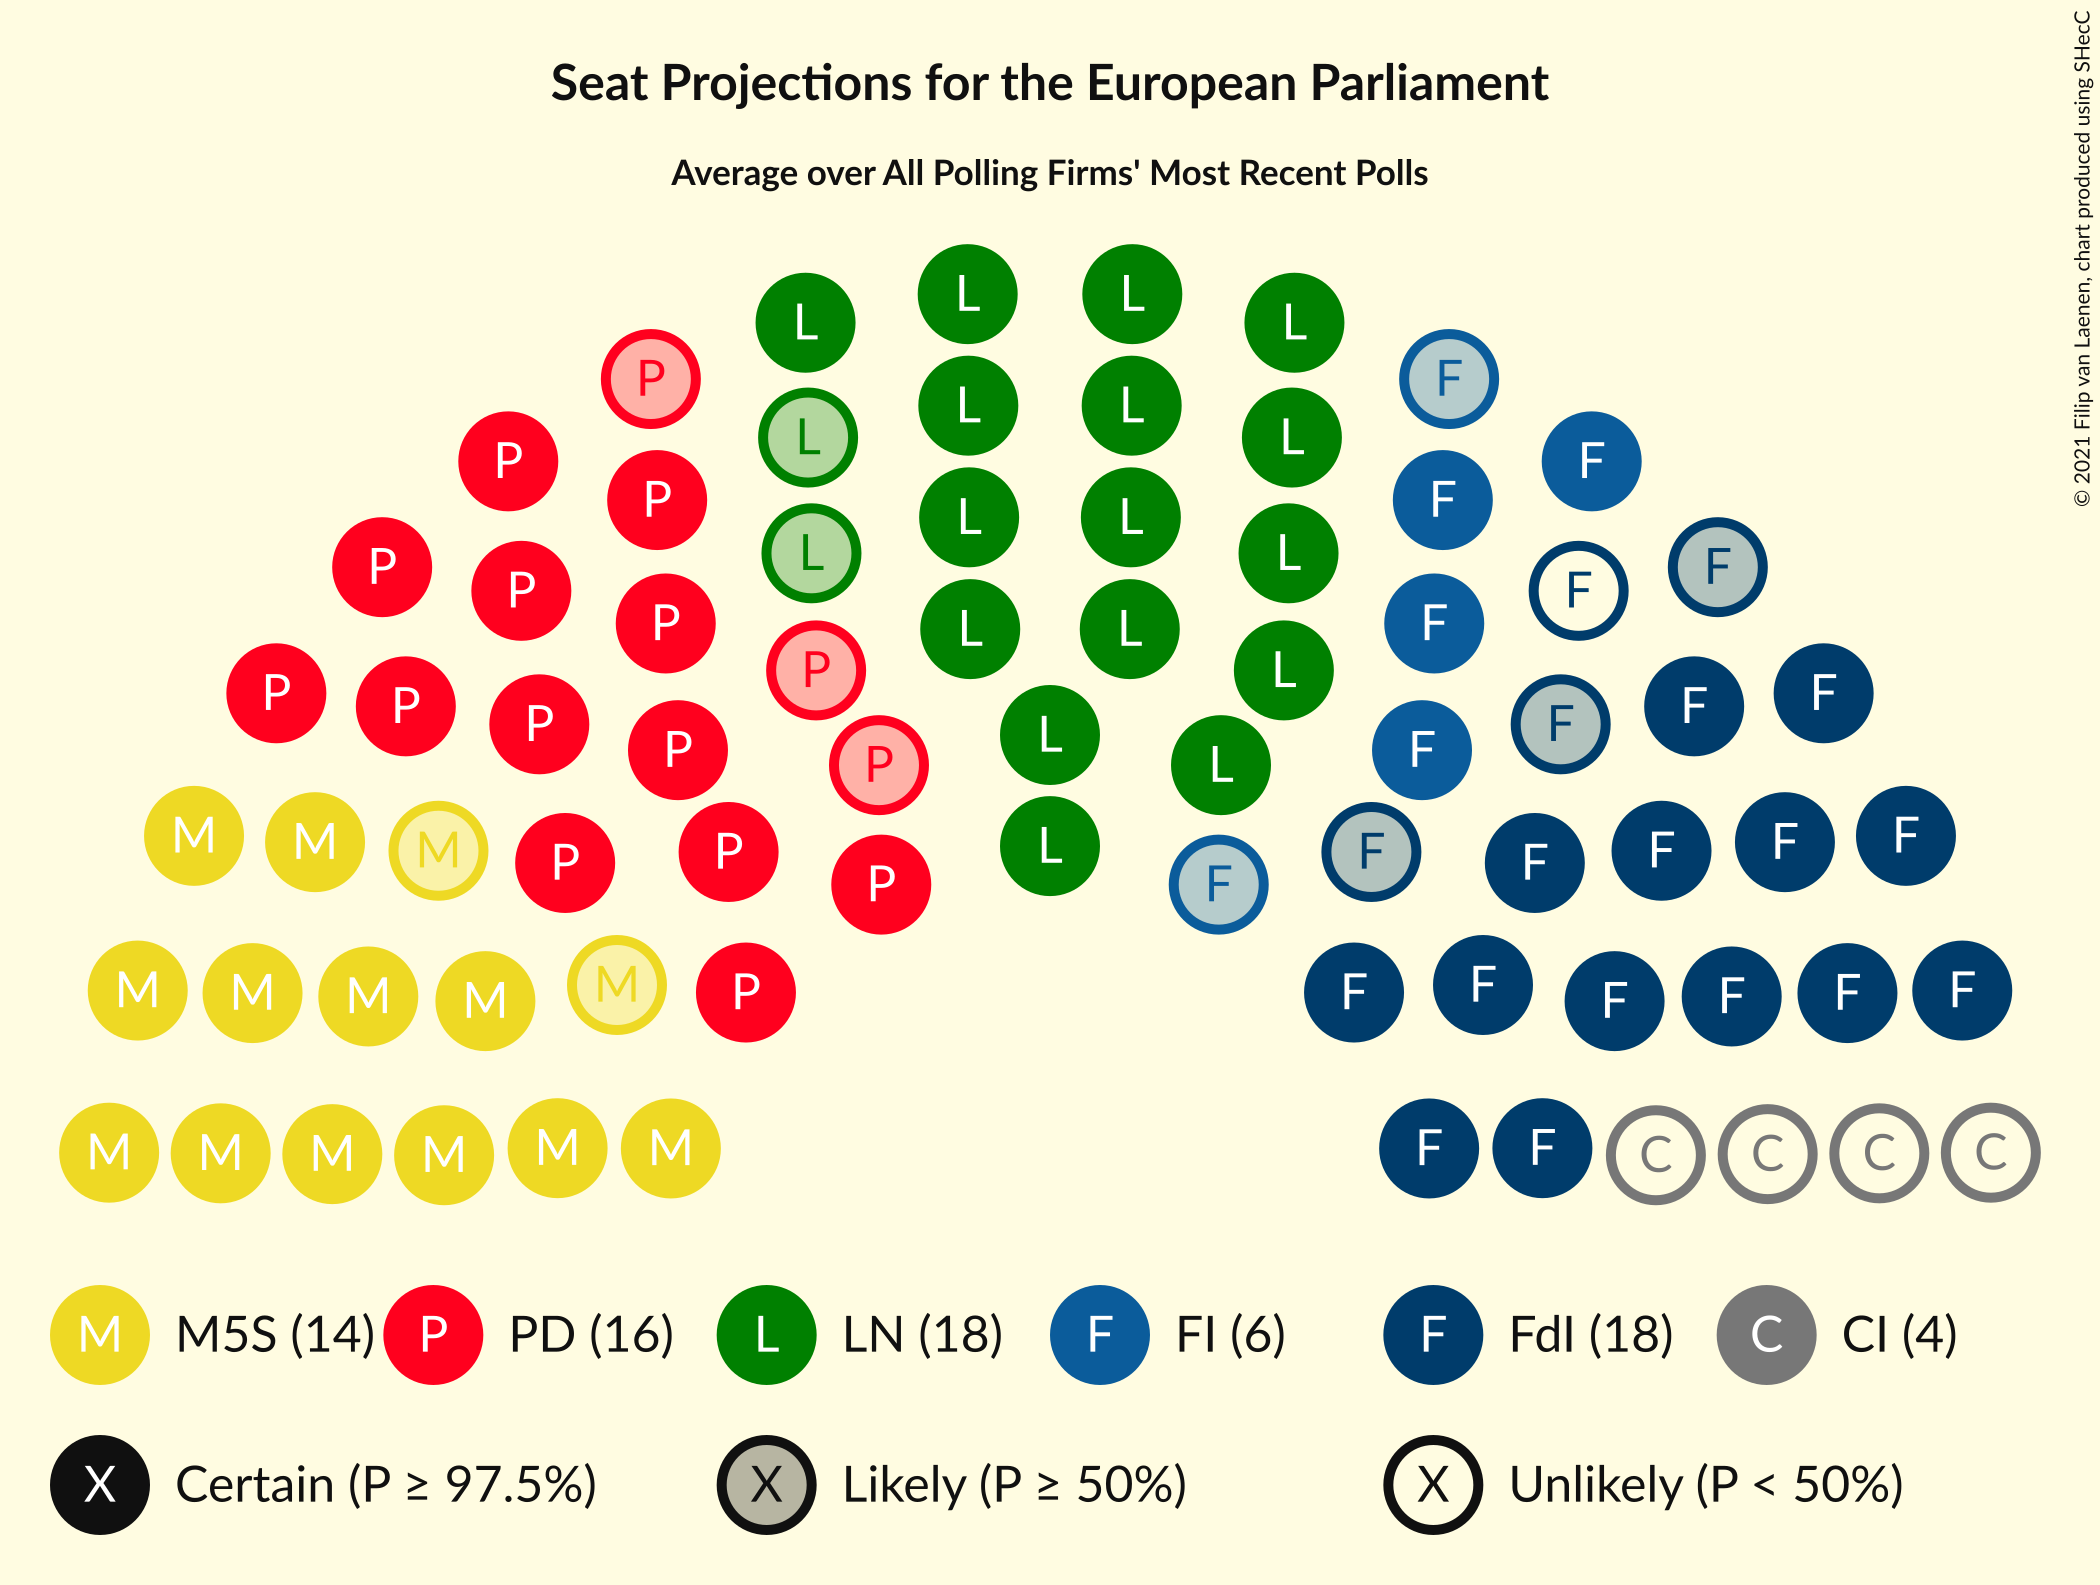 Seat Projections for the European Parliament
Average over All Polling Firms' Most Recent Polls
© 2021 Filip van Laenen, chart produced using SHecC
L L
L L
P F
L L
P L L F
P P F F
L L
P P F F
L L
P P F F
L L
P P L L F F
P P P F F F
L
P P L F F
M M M P P L F F F F F
P L F
M M M M M P F F F F F F
M M M M M M F F C C C C
M M5S (14) P PD (16) L LN (18) F FI (6) F FdI (18) C CI (4)
X Certain (P ≥ 97.5%) X Likely (P ≥ 50%) X Unlikely (P < 50%)